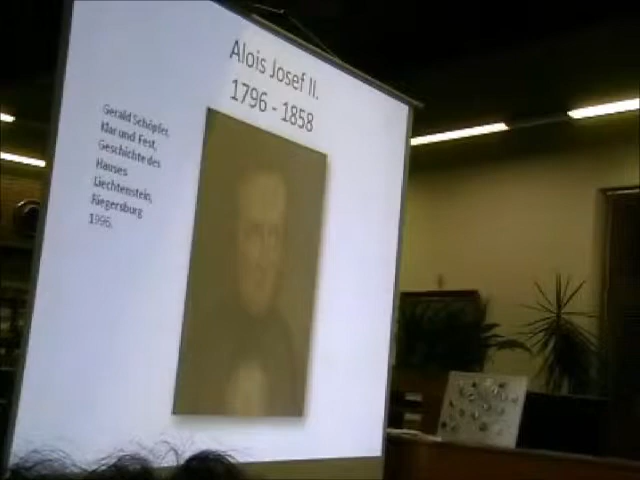 Alois Josef II.
1796 - 1858
Gerald Schöpfer,
Klar und Fest,
Geschichte des
Hauses
Liechtenstein,
Riegersburg
1996.